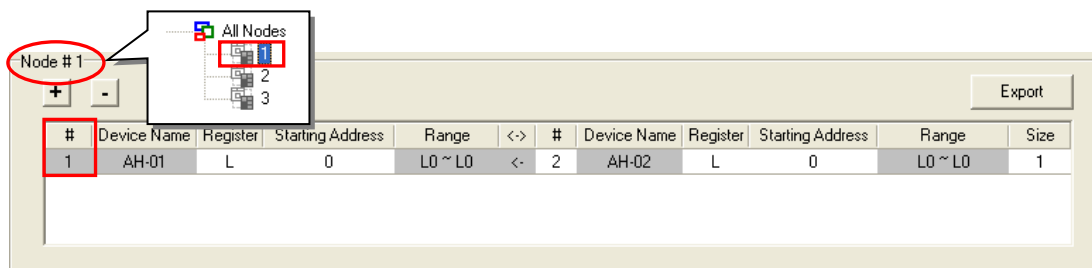 All Nodes
1
2
3
Node # 1
+ -
Export
# Device Name Register Starting Address Range <-> # Device Name Register Starting Address Range Size
1 AH-01 L 0 L0 ~ L0 <- 2 AH-02 L 0 L0 ~ L0 1